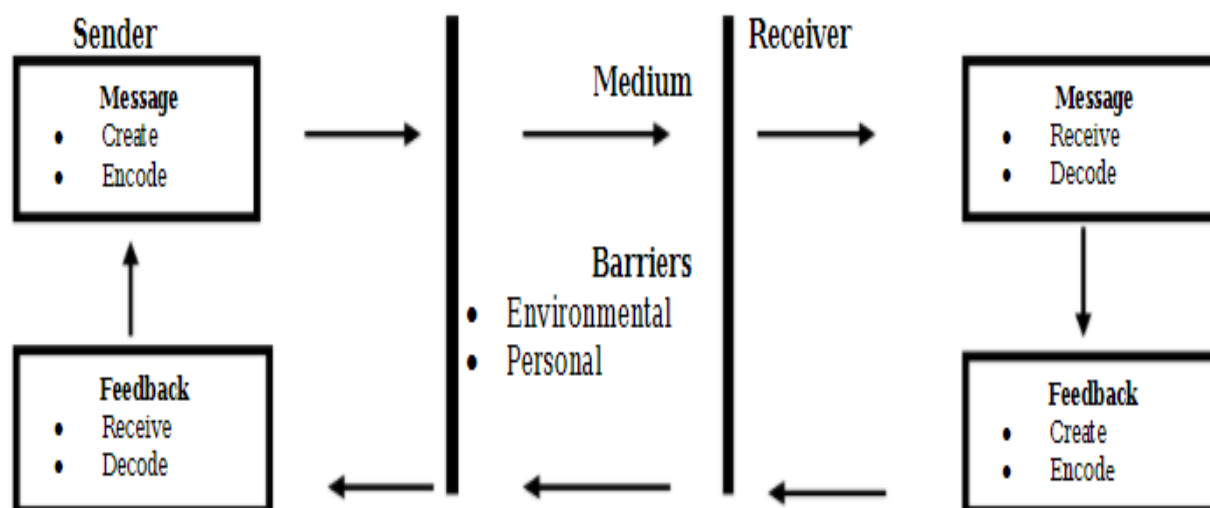 Sender
Message
• Create
• Encode
Medium
Receiver
Message
• Receive
• Decode
Barriers
• Environmental
• Personal
Feedback
• Receive
• Decode
Feedback
• Create
• Encode